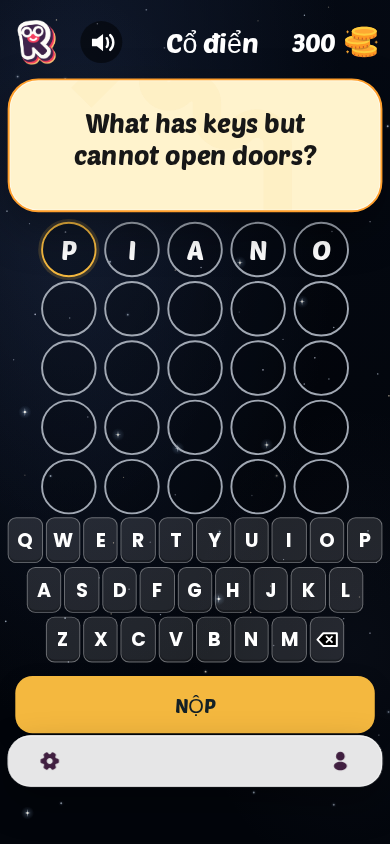 Cổ điển 300
What has keys but
cannot open doors?
P I A N O
Q W E R T Y U I O P
A S D F G H J K L
Z X C V B N M
NỘP